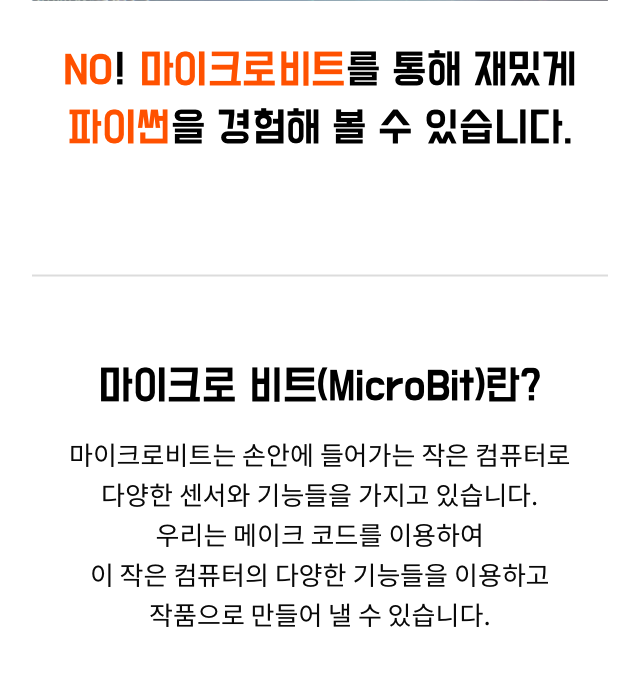 NO! 마이크로비트를 통해 재밌게
파이썬을 경험해 볼 수 있습니다.
마이크로 비트(MicroBit)란?
마이크로비트는 손안에 들어가는 작은 컴퓨터로
다양한 센서와 기능들을 가지고 있습니다.
우리는 메이크 코드를 이용하여
이 작은 컴퓨터의 다양한 기능들을 이용하고
작품으로 만들어 낼 수 있습니다.